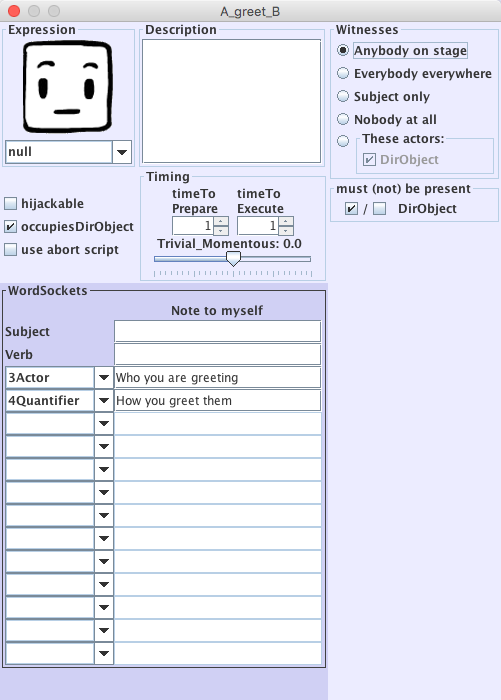 A_greet_B
Expression
null
Description
Witnesses
Anybody on stage
Everybody everywhere
Subject only
Nobody at all
These actors:
DirObject
must (not) be present
/ DirObject
hijackable
occupiesDirObject
use abort script
Timing
timeTo timeTo
Prepare Execute
1 1
Trivial_Momentous: 0.0
WordSockets
Note to myself
Subject
Verb
3Actor Who you are greeting
4Quantifier How you greet them